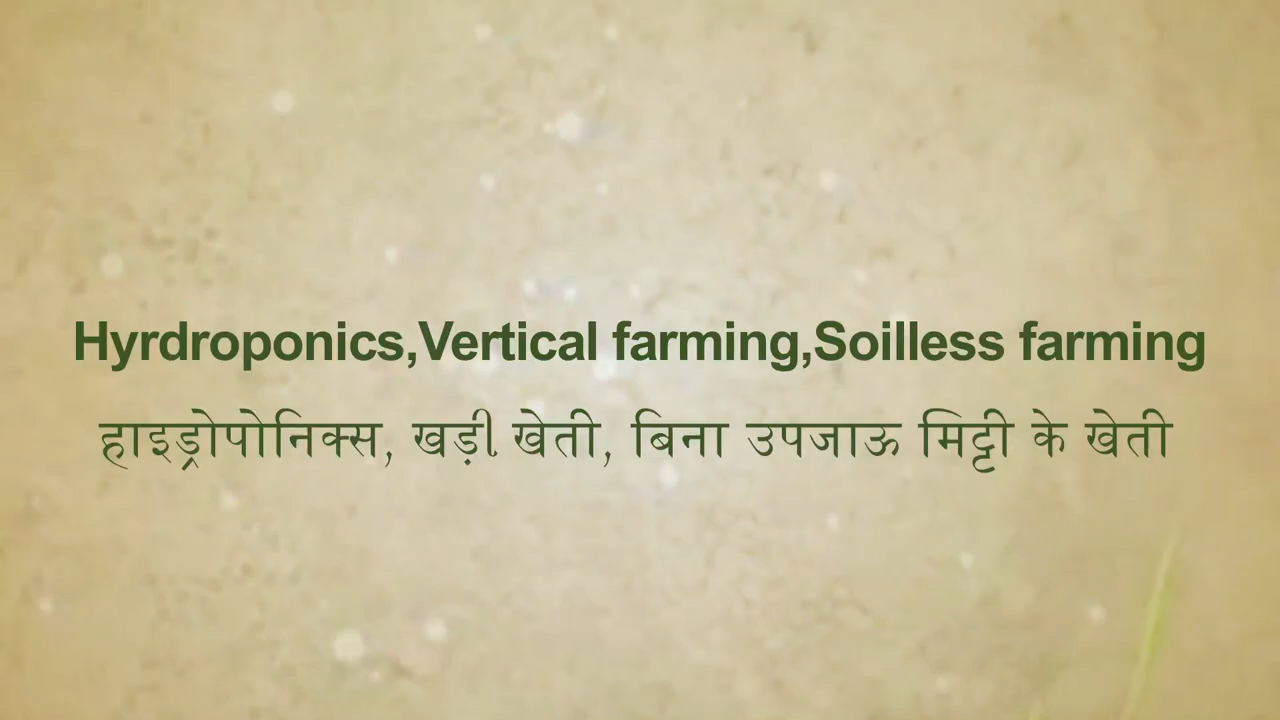 Hyrdroponics,Vertical farming,Soilless farming
हाइड्रोपोनिक्स, खड़ी खेती, बिना उपजाऊ मिट्टी के खेती